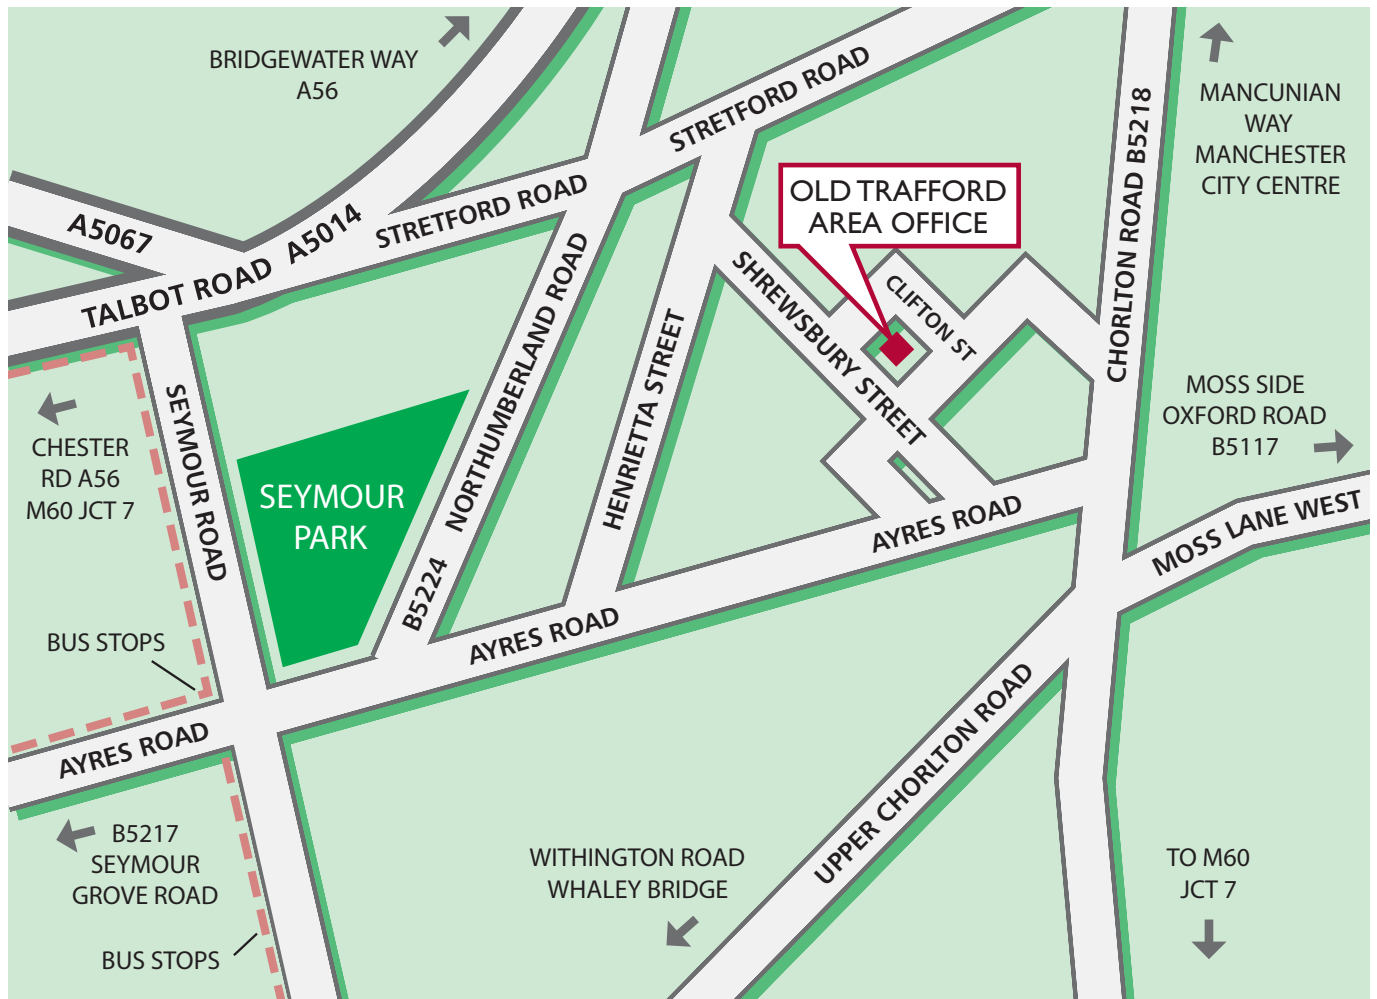 BRIDGEWATER WAY
A56
STRETFORD ROAD
MANCUNIAN
WAY
MANCHESTER
CITY CENTRE
CHORLTON ROAD B5218
OLD TRAFFORD
AREA OFFICE
A5067
A5014
STRETFORD ROAD
TALBOT ROAD
SHREWSBURY STREET
CLIFTON ST
NORTHUMBERLAND ROAD
B5224
HENRIETTA STREET
SEYMOUR ROAD
CHESTER
RD A56
M60 JCT 7
SEYMOUR
PARK
MOSS SIDE
OXFORD ROAD
B5117
MOSS LANE WEST
AYRES ROAD
AYRES ROAD
BUS STOPS
AYRES ROAD
UPPER CHORLTON ROAD
B5217
SEYMOUR
GROVE ROAD
WITHINGTON ROAD
WHALEY BRIDGE
TO M60
JCT 7
BUS STOPS